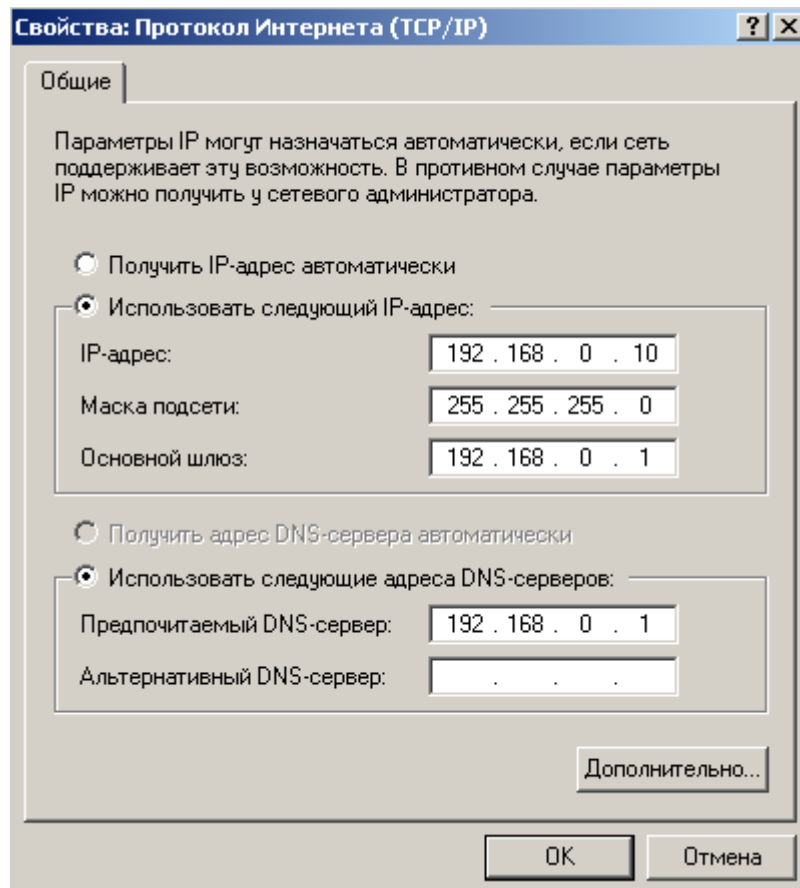 Свойства: Протокол Интернета (TCP/IP)
Общие
Параметры IP могут назначаться автоматически, если сеть
поддерживает эту возможность. В противном случае параметры
IP можно получить у сетевого администратора.
Получить IP-адрес автоматически
Использовать следующий IP-адрес:
IP-адрес: 192 . 168 . 0 . 10
Маска подсети: 255 . 255 . 255 . 0
Основной шлюз: 192 . 168 . 0 . 1
Получить адрес DNS-сервера автоматически
Использовать следующие адреса DNS-серверов:
Предпочитаемый DNS-сервер: 192 . 168 . 0 . 1
Альтернативный DNS-сервер: . . .
Дополнительно...
OK Отмена